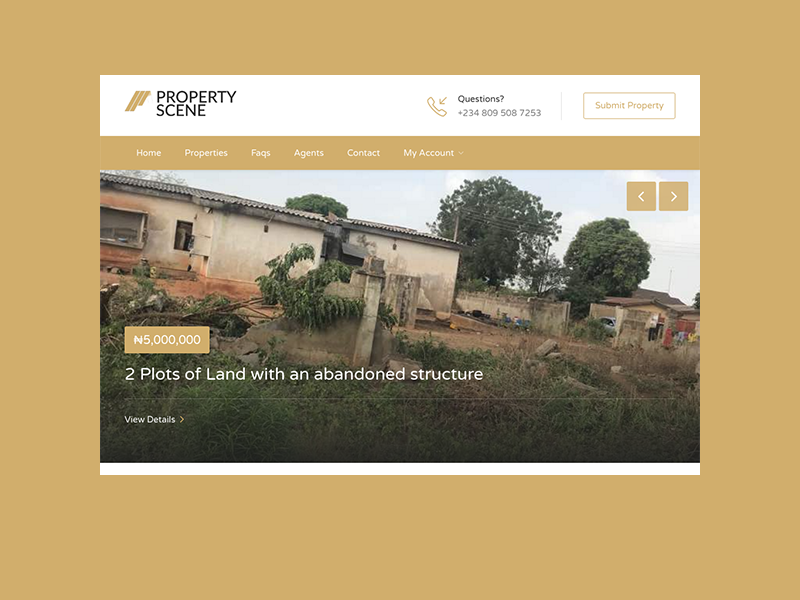 PROPERTY
SCENE
Questions?
+234 809 508 7253
Submit Property
Home Properties Faqs Agents Contact My Account
₦5,000,000
2 Plots of Land with an abandoned structure
View Details